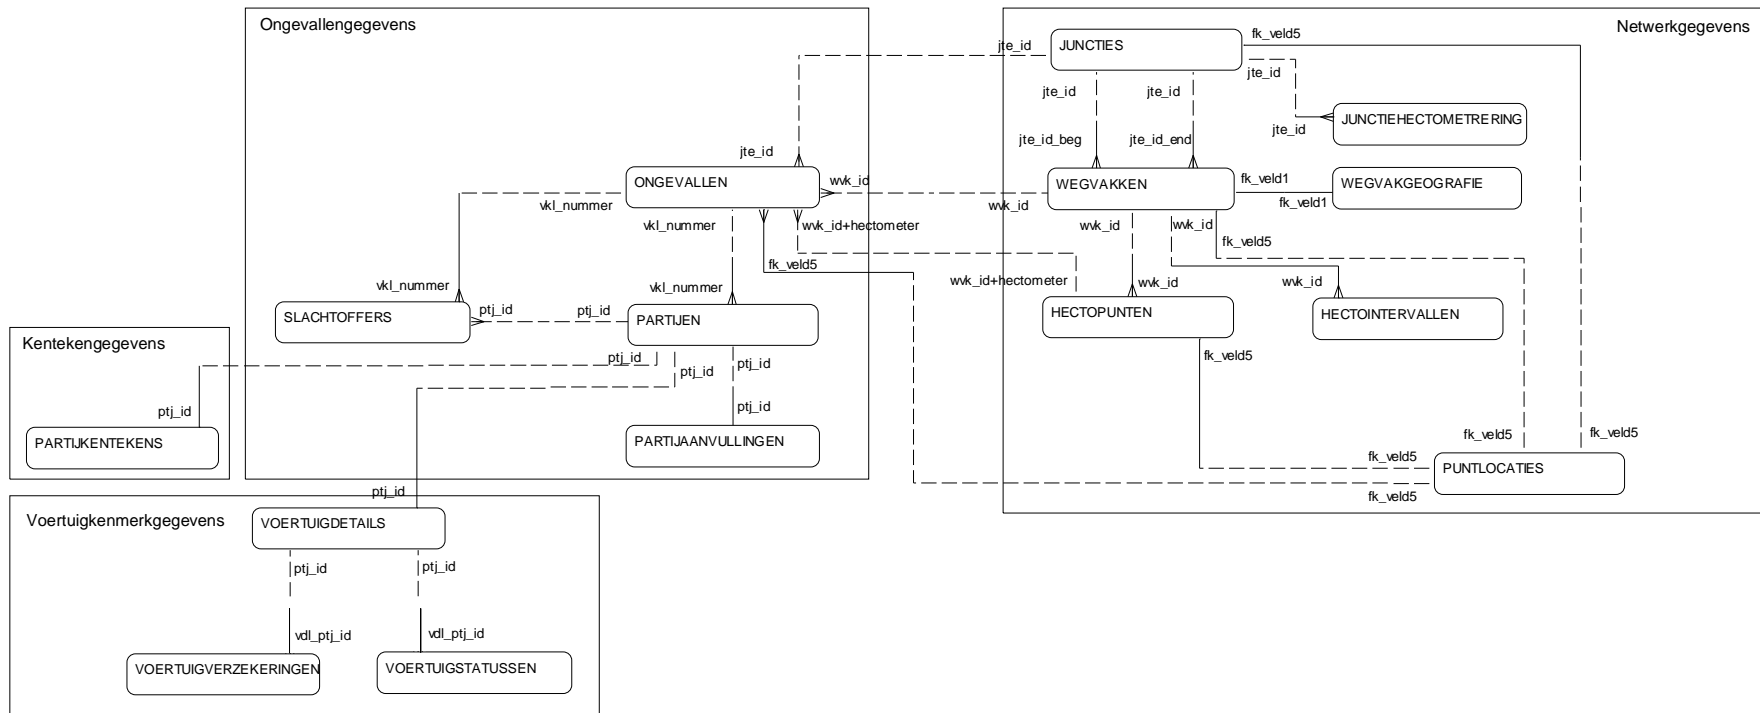 Ongevallengegevens
Netwerkgegevens
fk_veld5
jte_id
JUNCTIES
jte_id
jte_id
jte_id
JUNCTIEHECTOMETRERING
jte_id
jte_id_beg
jte_id_end
jte_id
ONGEVALLEN
wvk_id
WEGVAKKEN
fk_veld1
WEGVAKGEOGRAFIE
vkl_nummer
wvk_id
fk_veld1
vkl_nummer
wvk_id+hectometer
wvk_id
wvk_id
fk_veld5
fk_veld5
vkl_nummer
vkl_nummer
wvk_id+hectometer
wvk_id
wvk_id
SLACHTOFFERS
ptj_id
ptj_id
PARTIJEN
HECTOPUNTEN
HECTOINTERVALLEN
Kentekengegevens
ptj_id
ptj_id
ptj_id
fk_veld5
ptj_id
ptj_id
PARTIJKENTEKENS
PARTIJAANVULLINGEN
fk_veld5
fk_veld5
fk_veld5
PUNTLOCATIES
ptj_id
fk_veld5
Voertuigkenmerkgegevens
VOERTUIGDETAILS
ptj_id
ptj_id
vdl_ptj_id
vdl_ptj_id
VOERTUIGVERZEKERINGEN
VOERTUIGSTATUSSEN